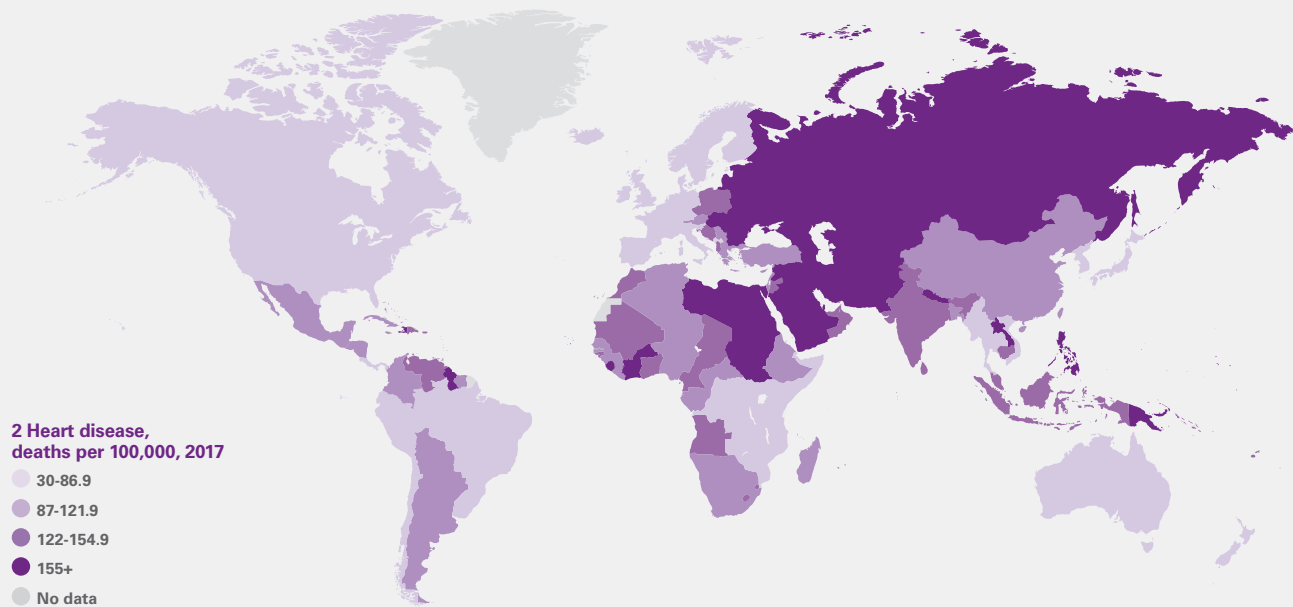 2 Heart disease,
deaths per 100,000, 2017
30-86.9
87-121.9
122-154.9
155+
No data